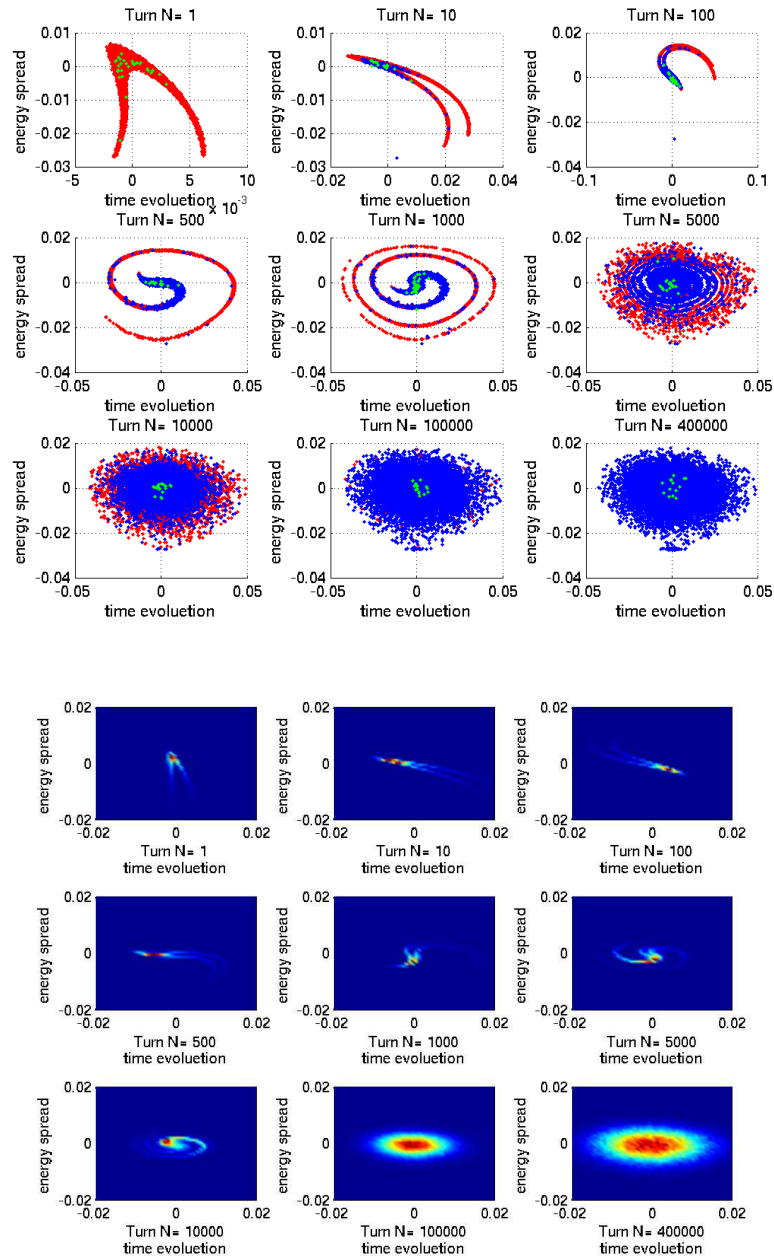 Turn N= 1 Turn N= 10 Turn N= 100
0.01 0.01 0.02
0 0 0
-0.01 -0.01 -0.02
-0.02 -0.02
-0.03 -0.03 -0.04
energy spread energy spread energy spread
-5 0 5 10 -0.02 0 0.02 0.04 -0.1 0 0.1
time evoluetion time evoluetion time evoluetion
x 10-3
Turn N= 500 Turn N= 1000 Turn N= 5000
0.02 0.02 0.02
0 0 0
-0.02 -0.02 -0.02
-0.04 -0.04 -0.04
energy spread energy spread energy spread
-0.05 0 0.05 -0.05 0 0.05 -0.05 0 0.05
time evoluetion time evoluetion time evoluetion
Turn N= 10000 Turn N= 100000 Turn N= 400000
0.02 0.02 0.02
0 0 0
-0.02 -0.02 -0.02
-0.04 -0.04 -0.04
energy spread energy spread energy spread
-0.05 0 0.05 -0.05 0 0.05 -0.05 0 0.05
time evoluetion time evoluetion time evoluetion
0.02 0.02 0.02
0 0 0
-0.02 -0.02 -0.02
energy spread energy spread energy spread
-0.02 0 0.02 -0.02 0 0.02 -0.02 0 0.02
Turn N= 1 Turn N= 10 Turn N= 100
time evoluetion time evoluetion time evoluetion
0.02 0.02 0.02
0 0 0
-0.02 -0.02 -0.02
energy spread energy spread energy spread
-0.02 0 0.02 -0.02 0 0.02 -0.02 0 0.02
Turn N= 500 Turn N= 1000 Turn N= 5000
time evoluetion time evoluetion time evoluetion
0.02 0.02 0.02
0 0 0
-0.02 -0.02 -0.02
energy spread energy spread energy spread
-0.02 0 0.02 -0.02 0 0.02 -0.02 0 0.02
Turn N= 10000 Turn N= 100000 Turn N= 400000
time evoluetion time evoluetion time evoluetion